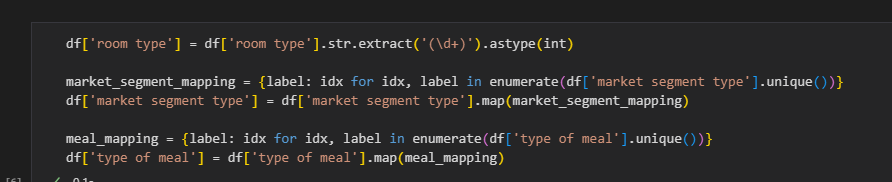 df['room type'] = df['room type'].str.extract('(\d+)').astype(int)
market_segment_mapping = {label: idx for idx, label in enumerate(df['market segment type'].unique())}
df['market segment type'] = df['market segment type'].map(market_segment_mapping)
meal_mapping = {label: idx for idx, label in enumerate(df['type of meal'].unique())}
df['type of meal'] = df['type of meal'].map(meal_mapping)